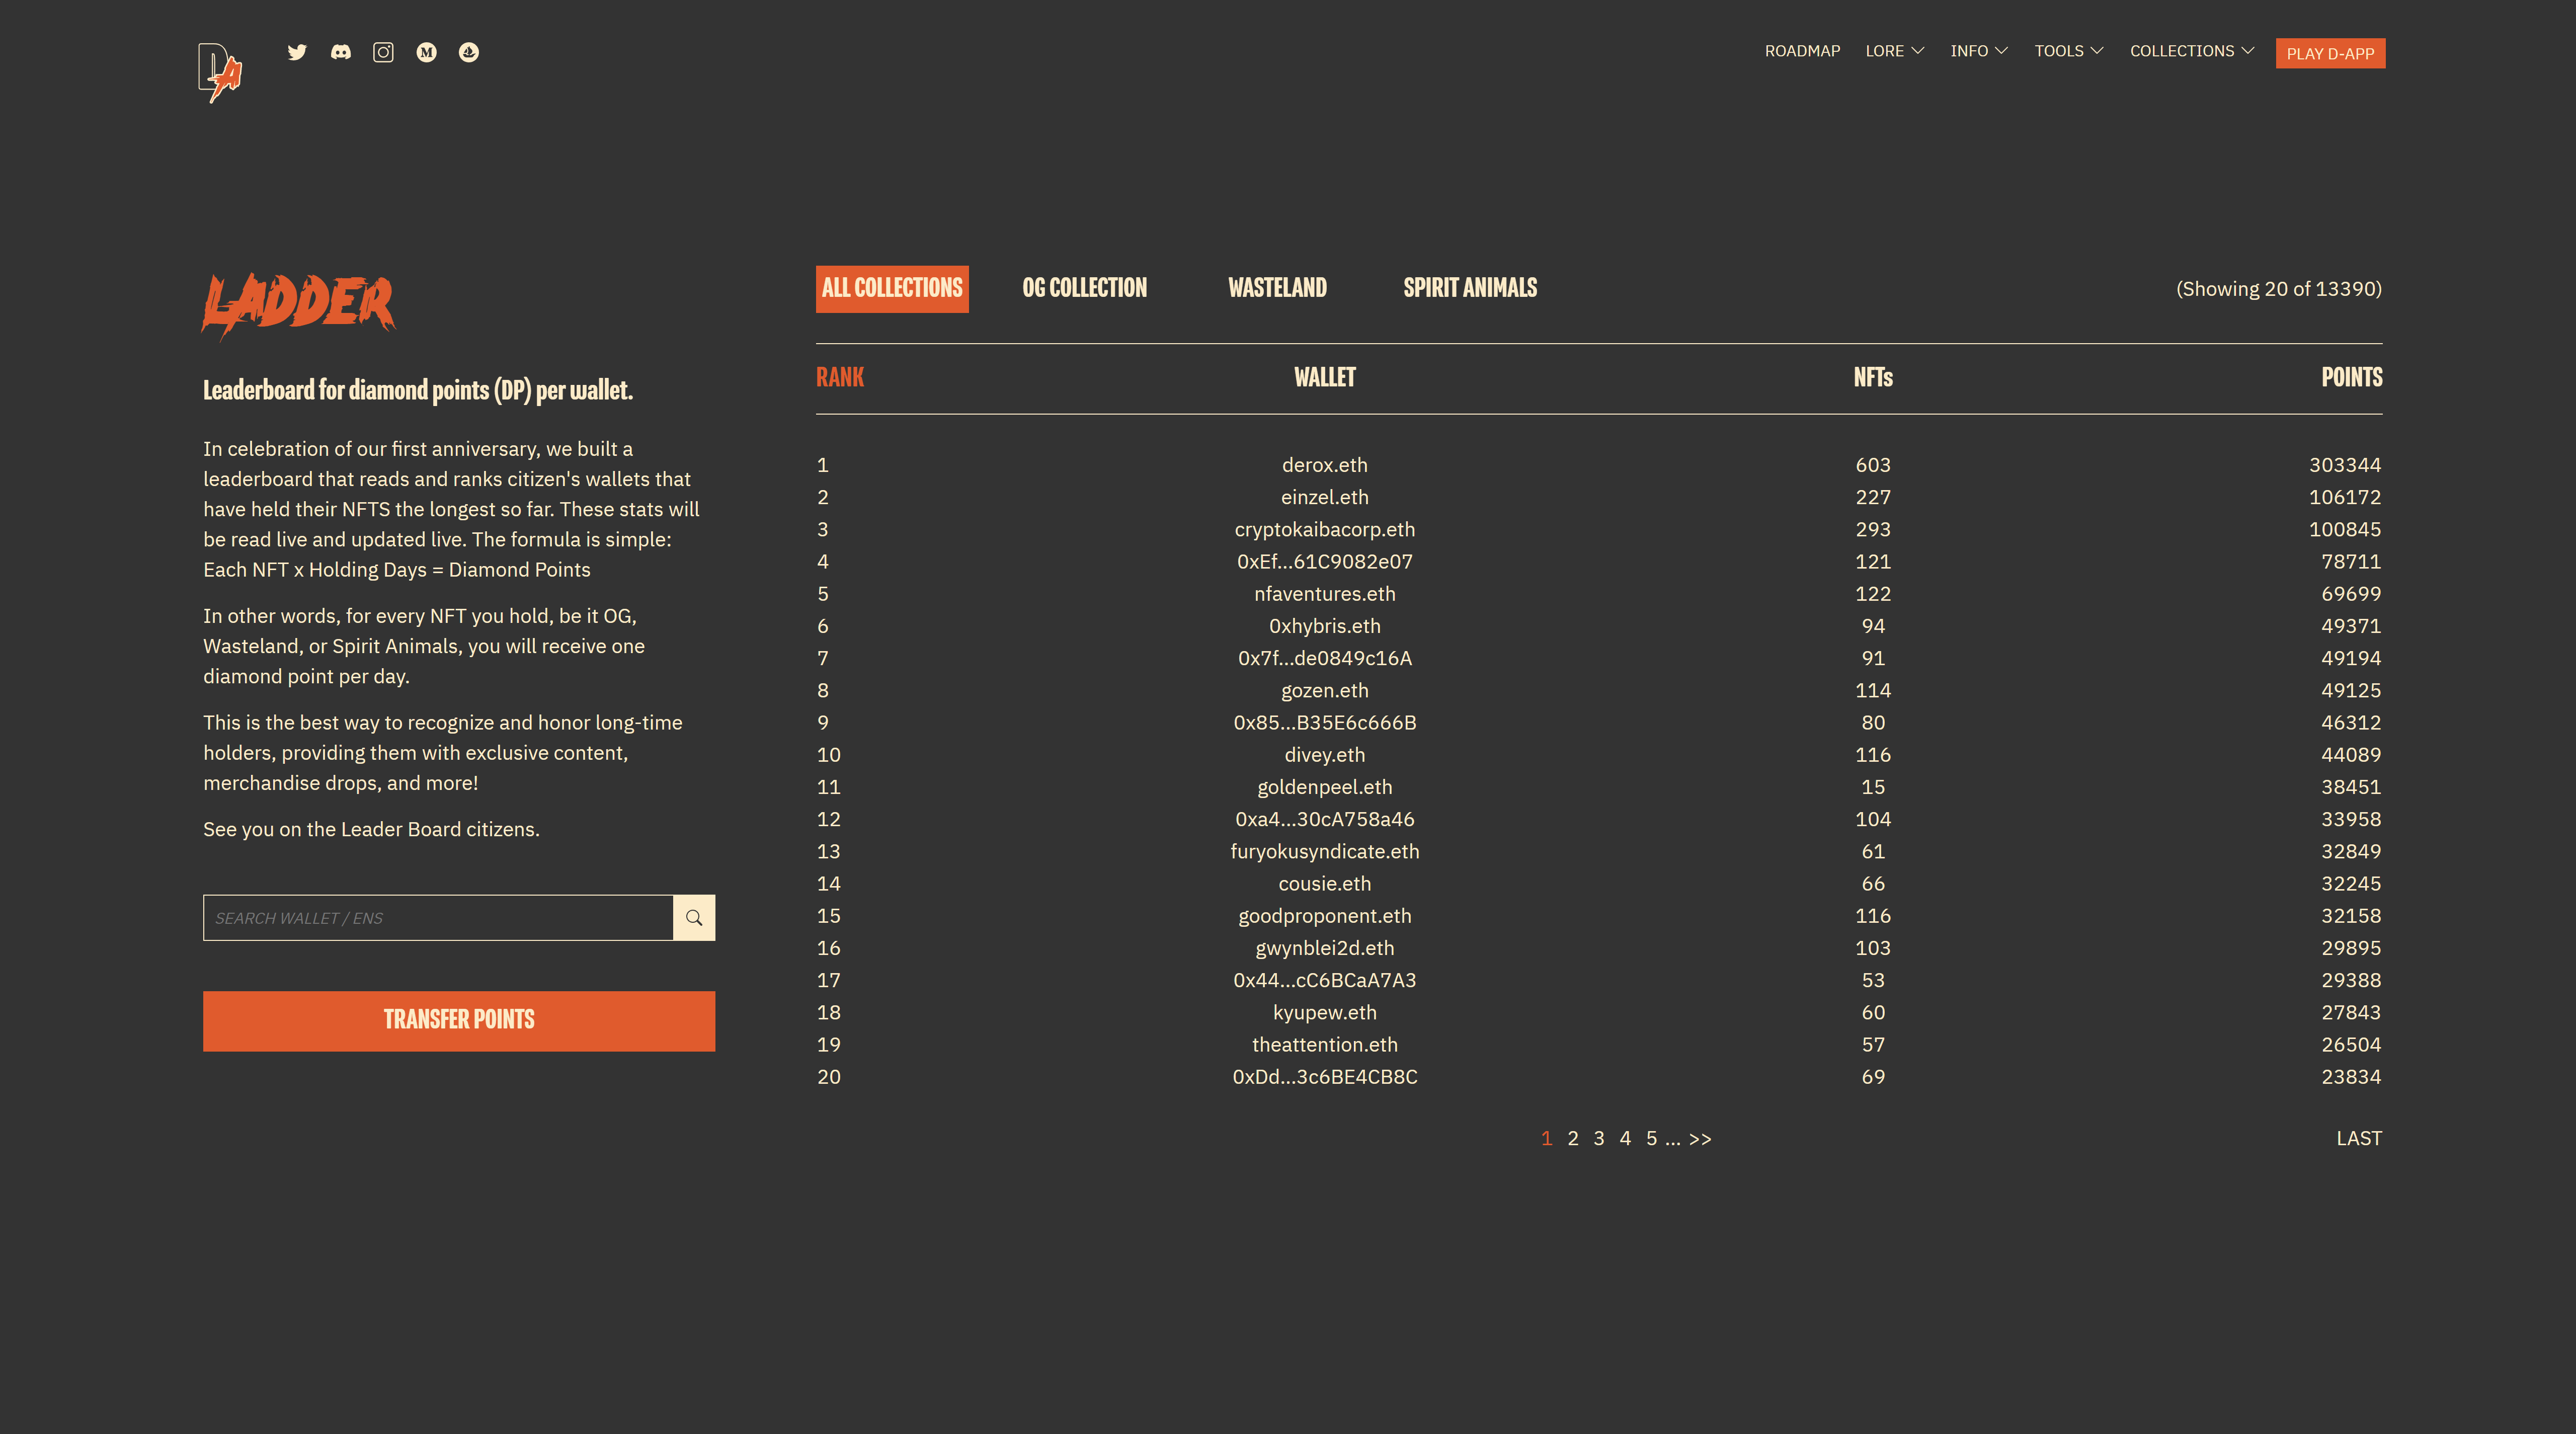 DA
ROADMAP LORE INFO TOOLS COLLECTIONS PLAY D-APP
LADDER
Leaderboard for diamond points (DP) per wallet.
In celebration of our first anniversary, we built a
leaderboard that reads and ranks citizen's wallets that
have held their NFTS the longest so far. These stats will
be read live and updated live. The formula is simple:
Each NFT x Holding Days = Diamond Points
In other words, for every NFT you hold, be it OG,
Wasteland, or Spirit Animals, you will receive one
diamond point per day.
This is the best way to recognize and honor long-time
holders, providing them with exclusive content,
merchandise drops, and more!
See you on the Leader Board citizens.
SEARCH WALLET / ENS
TRANSFER POINTS
ALL COLLECTIONS OG COLLECTION WASTELAND SPIRIT ANIMALS (Showing 20 of 13390)
RANK WALLET NFTs POINTS
1 derox.eth 603 303344
2 einzel.eth 227 106172
3 cryptokaibacorp.eth 293 100845
4 0xEf...61C9082e07 121 78711
5 nfaventures.eth 122 69699
6 0xhybris.eth 94 49371
7 0x7f...de0849c16A 91 49194
8 gozen.eth 114 49125
9 0x85...B35E6c666B 80 46312
10 divey.eth 116 44089
11 goldenpeel.eth 15 38451
12 0xa4...30cA758a46 104 33958
13 furyokusyndicate.eth 61 32849
14 cousie.eth 66 32245
15 goodproponent.eth 116 32158
16 gwynblei2d.eth 103 29895
17 0x44...cC6BCaA7A3 53 29388
18 kyupew.eth 60 27843
19 theattention.eth 57 26504
20 0xDd...3c6BE4CB8C 69 23834
1 2 3 4 5 ... >> LAST